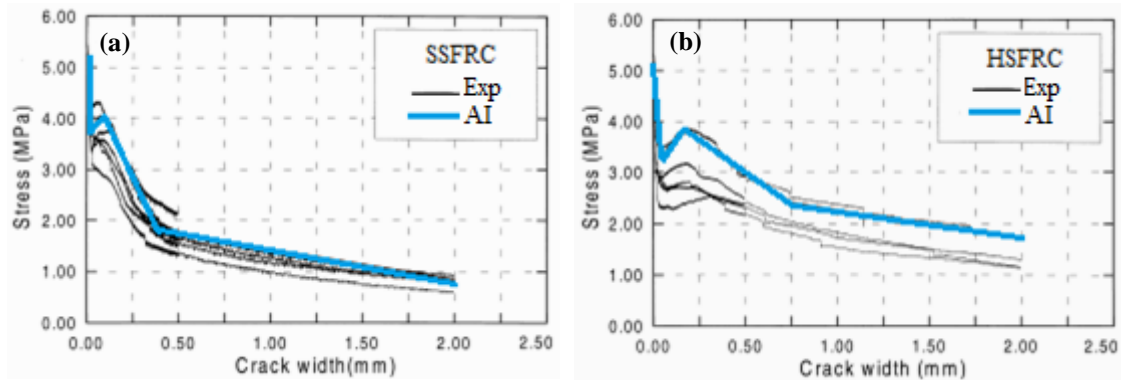 6.00
5.00
4.00
3.00
2.00
1.00
0.00
Stress (MPa)
(a)
SSFRC
Exp
AI
0.00 0.50 1.00 1.50 2.00 2.50
Crack width(mm)
6.00
5.00
4.00
3.00
2.00
1.00
0.00
Stress (MPa)
(b)
HSFRC
Exp
AI
0.00 0.50 1.00 1.50 2.00 2.50
Crack width (mm)